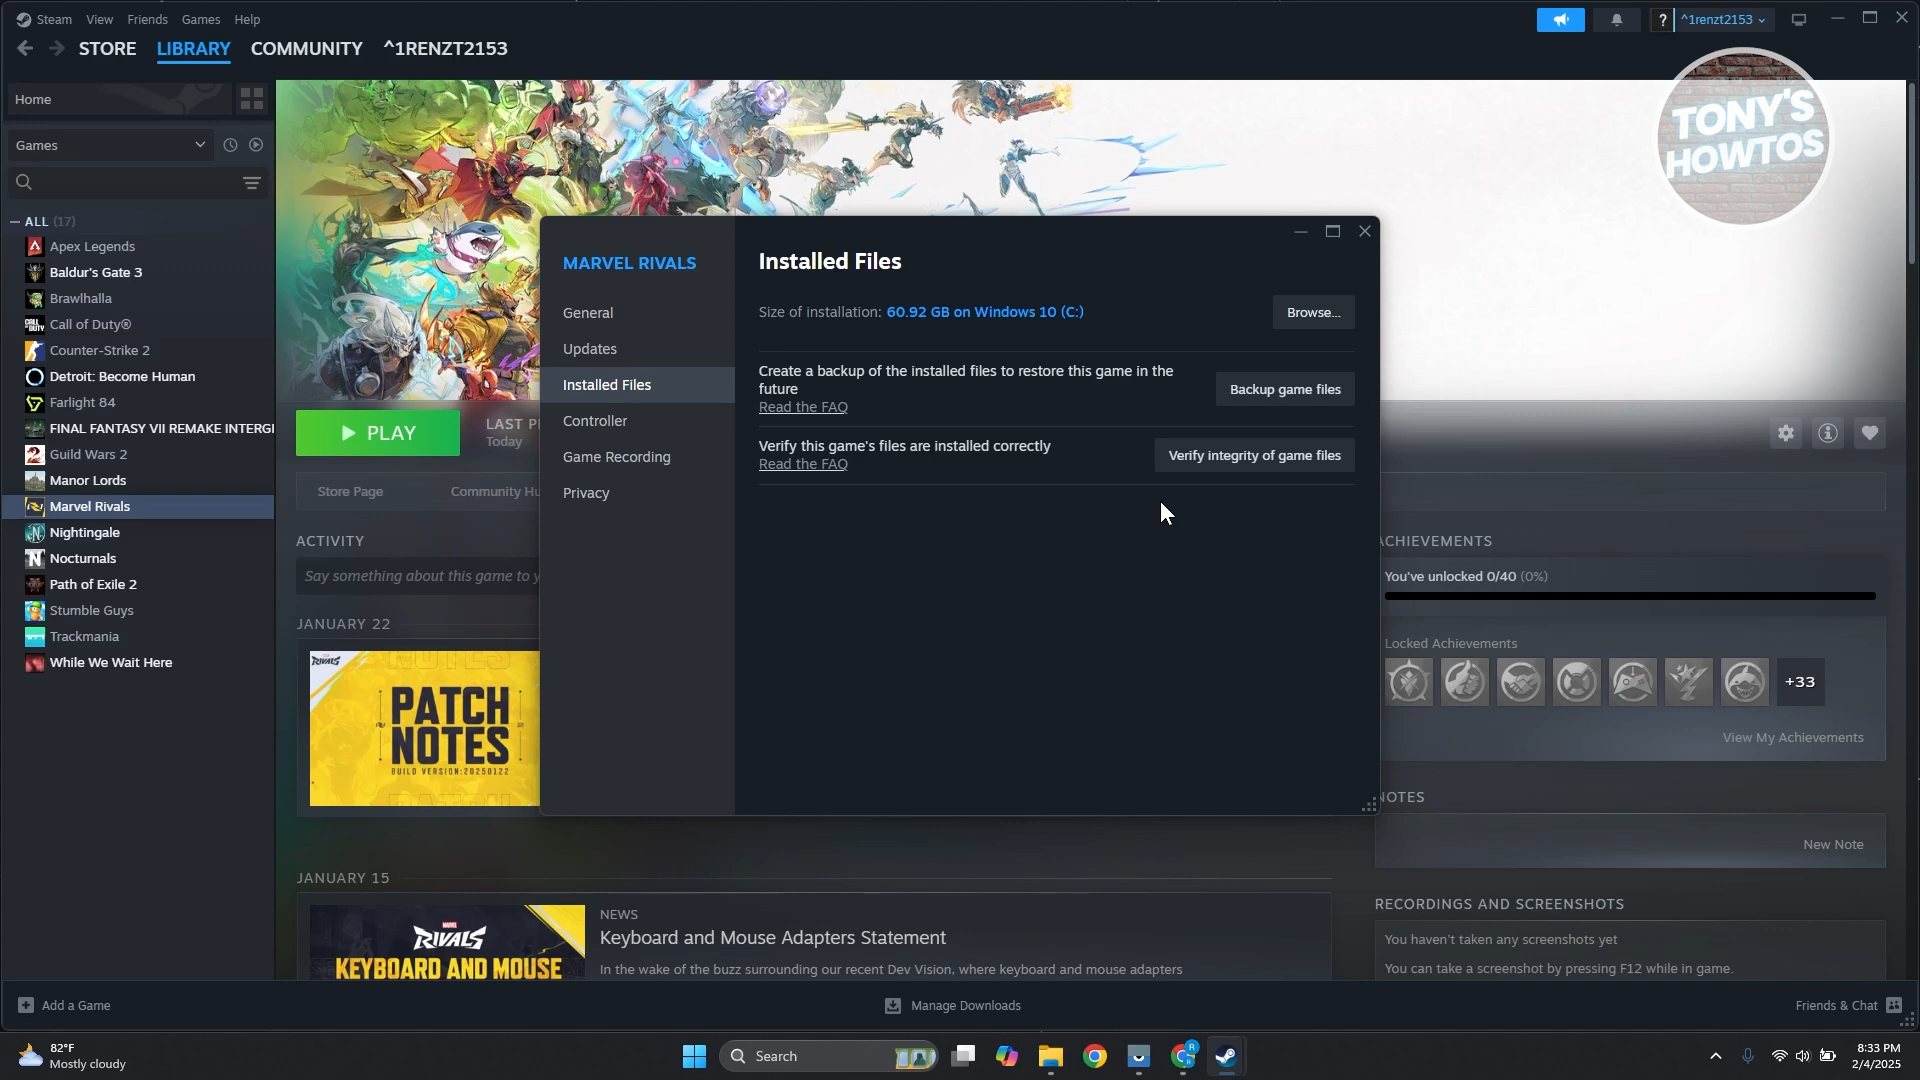 Steam View Friends Games Help
? ^1renzt2153
STORE LIBRARY COMMUNITY ^1RENZT2153
TONY'S
HOWTOS
Home
Games
ALL (17)
Apex Legends
Baldur's Gate 3
Brawlhalla
Call of Duty®
Counter-Strike 2
Detroit: Become Human
Farlight 84
FINAL FANTASY VII REMAKE INTERG
Guild Wars 2
Manor Lords
Marvel Rivals
Nightingale
Nocturnals
Path of Exile 2
Stumble Guys
Trackmania
While We Wait Here
MARVEL RIVALS
General
Updates
Installed Files
Controller
Game Recording
Privacy
Installed Files
Size of installation: 60.92 GB on Windows 10 (C:)
Browse...
Create a backup of the installed files to restore this game in the
future
Read the FAQ
Backup game files
Verify this game's files are installed correctly
Read the FAQ
Verify integrity of game files
PLAY
LAST P
Today
Store Page Community Hu
ACTIVITY
Say something about this game to y
JANUARY 22
RIVALS
NOTES
PATCH
NOTES
BUILD VERSION:20250122
JANUARY 15
RIVALS
KEYBOARD AND MOUSE
NEWS
Keyboard and Mouse Adapters Statement
In the wake of the buzz surrounding our recent Dev Vision, where keyboard and mouse adapters
ACHIEVEMENTS
You've unlocked 0/40 (0%)
Locked Achievements
+33
View My Achievements
NOTES
New Note
RECORDINGS AND SCREENSHOTS
You haven't taken any screenshots yet
You can take a screenshot by pressing F12 while in game.
Add a Game
Manage Downloads
Friends & Chat
82°F
Mostly cloudy
Search
8:33 PM
2/4/2025